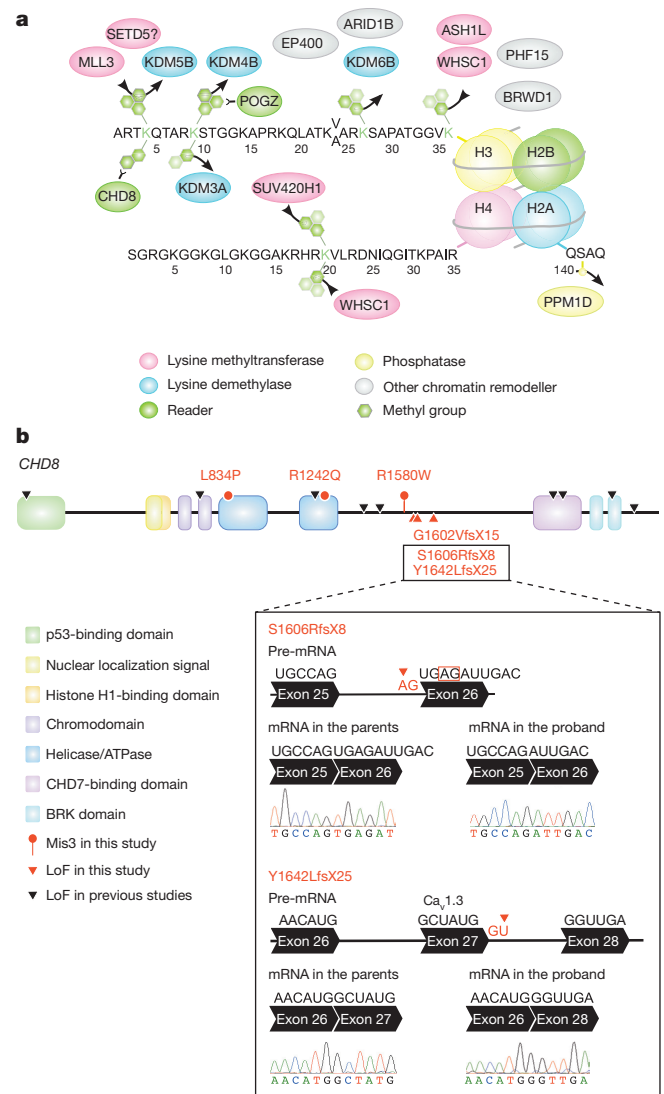 a
SETD5?
MLL3
KDM5B
KDM4B
POGZ
EP400
ARID1B
KDM6B
ASH1L
WHSC1
PHF15
BRWD1
ARTKQTARKSTGGKAPRKQLATKVARKSAPATGGVK
A
5 10 15 20 25 30 35
CHD8
KDM3A
SUV420H1
H3 H2B
H4 H2A
SGRGKGGKGLGKGGAKRHRKVLRDNIQGITKPAIR
5 10 15 20 25 30 35
WHSC1
QSAQ
140
PPM1D
Lysine methyltransferase
Lysine demethylase
Reader
Phosphatase
Other chromatin remodeller
Methyl group
b
CHD8
L834P R1242Q R1580W
G1602VfsX15
S1606RfsX8
Y1642LfsX25
p53-binding domain
Nuclear localization signal
Histone H1-binding domain
Chromodomain
Helicase/ATPase
CHD7-binding domain
BRK domain
Mis3 in this study
LoF in this study
LoF in previous studies
S1606RfsX8
Pre-mRNA
UGCCAG UGAGAUUGAC
AG
Exon 25 Exon 26
mRNA in the parents mRNA in the proband
UGCCAGUGAGAUUGAC UGCCAGAUUGAC
Exon 25 Exon 26 Exon 25 Exon 26
TGCCAGTGAGAT TGCCAGATTGAC
Y1642LfsX25
Pre-mRNA Cav1.3
AACAUG GCUAUG GGUUGA
GU
Exon 26 Exon 27 Exon 28
mRNA in the parents mRNA in the proband
AACAUGGCUAUG AACAUGGGUUGA
Exon 26 Exon 27 Exon 26 Exon 28
AACATGGCTATG AACATGGGTTGA